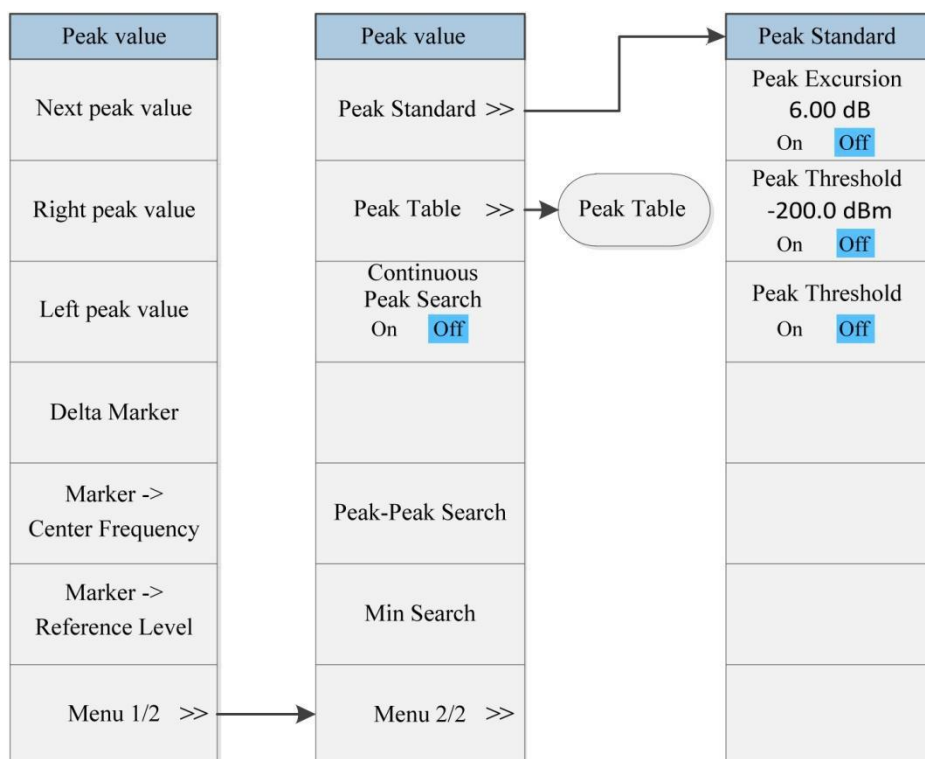 Peak value
Next peak value
Right peak value
Left peak value
Delta Marker
Marker ->
Center Frequency
Marker ->
Reference Level
Menu 1/2 >>
Peak value
Peak Standard >>
Peak Table >>
Continuous
Peak Search
On Off
Peak-Peak Search
Min Search
Menu 2/2 >>
Peak Table
Peak Standard
Peak Excursion
6.00 dB
On Off
Peak Threshold
-200.0 dBm
On Off
Peak Threshold
On Off